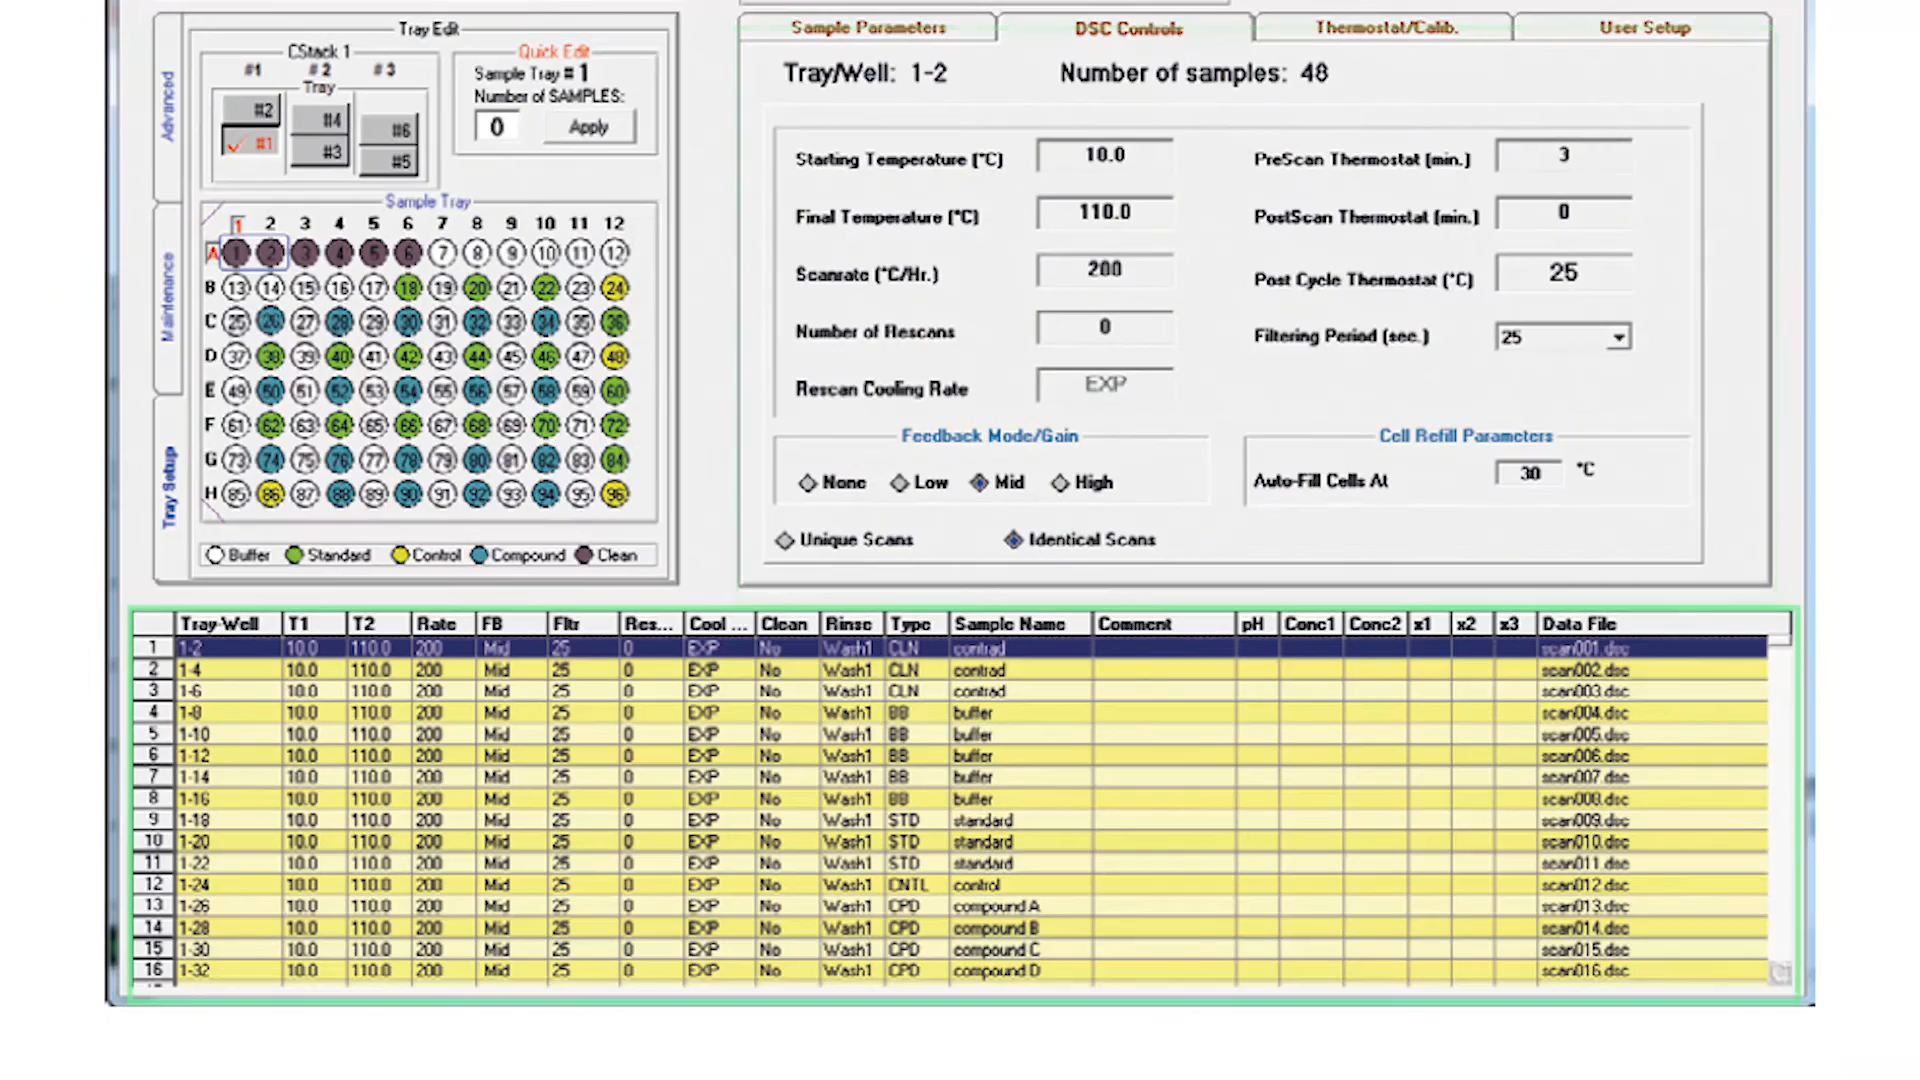 Tray Edit
CStack 1
#1 #2 #3
Tray
#2 #4 #6
#1 #3 #5
Quick Edit
Sample Tray # 1
Number of SAMPLES:
0 Apply
Advanced
Maintenance
Tray Setup
Sample Tray
1 2 3 4 5 6 7 8 9 10 11 12
A 1 2 3 4 5 6 7 8 9 10 11 12
B 13 14 15 16 17 18 19 20 21 22 23 24
C 25 26 27 28 29 30 31 32 33 34 35 36
D 37 38 39 40 41 42 43 44 45 46 47 48
E 49 50 51 52 53 54 55 56 57 58 59 60
F 61 62 63 64 65 66 67 68 69 70 71 72
G 73 74 75 76 77 78 79 80 81 82 83 84
H 85 86 87 88 89 90 91 92 93 94 95 96
Buffer Standard Control Compound Clean
Sample Parameters DSC Controls Thermostat/Calib. User Setup
Tray/Well: 1-2 Number of samples: 48
Starting Temperature (°C) 10.0 PreScan Thermostat (min.) 3
Final Temperature (°C) 110.0 PostScan Thermostat (min.) 0
Scanrate (°C/Hr.) 200 Post Cycle Thermostat (°C) 25
Number of Rescans 0 Filtering Period (sec.) 25
Rescan Cooling Rate EXP
Feedback Mode/Gain Cell Refill Parameters
None Low Mid High Auto-Fill Cells At 30 °C
Unique Scans Identical Scans
Tray-Well T1 T2 Rate FB Fltr Res... Cool ... Clean Rinse Type Sample Name Comment pH Conc1 Conc2 x1 x2 x3 Data File
1 1-2 10.0 110.0 200 Mid 25 0 EXP No Wash1 CLN contrad scan001.dsc
2 1-4 10.0 110.0 200 Mid 25 0 EXP No Wash1 CLN contrad scan002.dsc
3 1-6 10.0 110.0 200 Mid 25 0 EXP No Wash1 CLN contrad scan003.dsc
4 1-8 10.0 110.0 200 Mid 25 0 EXP No Wash1 BB buffer scan004.dsc
5 1-10 10.0 110.0 200 Mid 25 0 EXP No Wash1 BB buffer scan005.dsc
6 1-12 10.0 110.0 200 Mid 25 0 EXP No Wash1 BB buffer scan006.dsc
7 1-14 10.0 110.0 200 Mid 25 0 EXP No Wash1 BB buffer scan007.dsc
8 1-16 10.0 110.0 200 Mid 25 0 EXP No Wash1 BB buffer scan008.dsc
9 1-18 10.0 110.0 200 Mid 25 0 EXP No Wash1 STD standard scan009.dsc
10 1-20 10.0 110.0 200 Mid 25 0 EXP No Wash1 STD standard scan010.dsc
11 1-22 10.0 110.0 200 Mid 25 0 EXP No Wash1 STD standard scan011.dsc
12 1-24 10.0 110.0 200 Mid 25 0 EXP No Wash1 CNTL control scan012.dsc
13 1-26 10.0 110.0 200 Mid 25 0 EXP No Wash1 CPD compound A scan013.dsc
14 1-28 10.0 110.0 200 Mid 25 0 EXP No Wash1 CPD compound B scan014.dsc
15 1-30 10.0 110.0 200 Mid 25 0 EXP No Wash1 CPD compound C scan015.dsc
16 1-32 10.0 110.0 200 Mid 25 0 EXP No Wash1 CPD compound D scan016.dsc